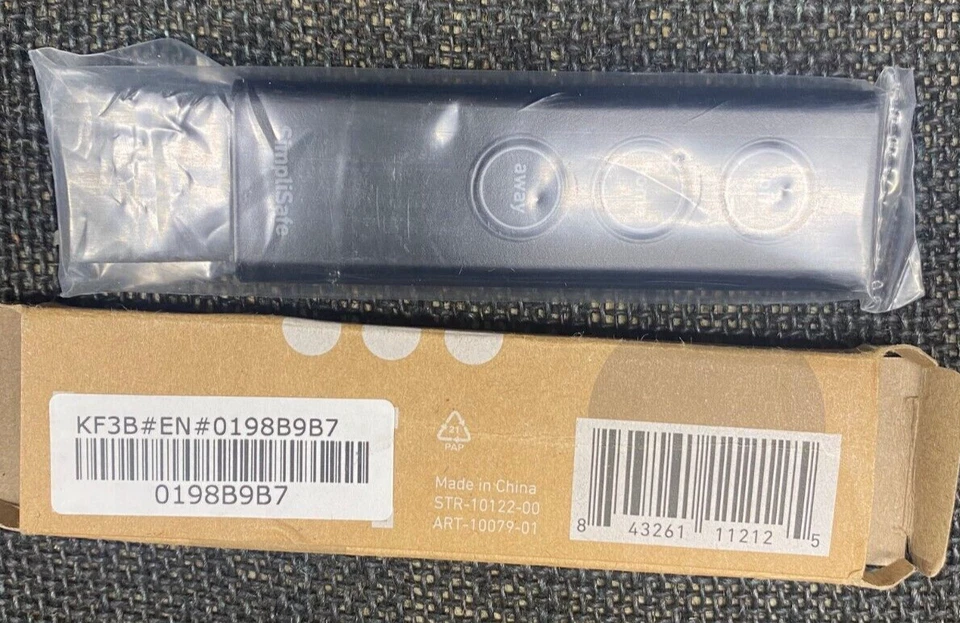 SimpliSafe
away
KF3B#EN#0198B9B7
0198B9B7
21
PAP
Made in China
STR-10122-00
ART-10079-01
8 43261 11212 5